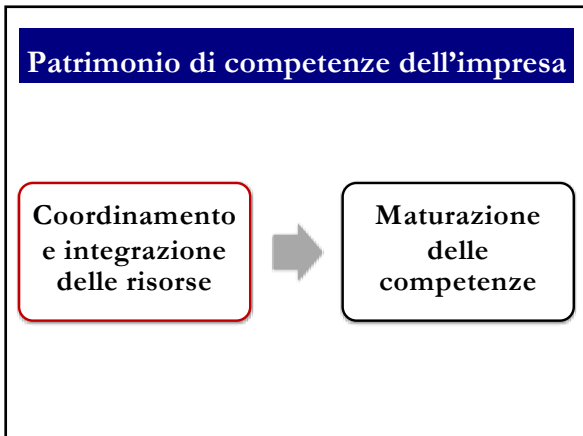 Patrimonio di competenze dell’impresa
Coordinamento
e integrazione
delle risorse
Maturazione
delle
competenze